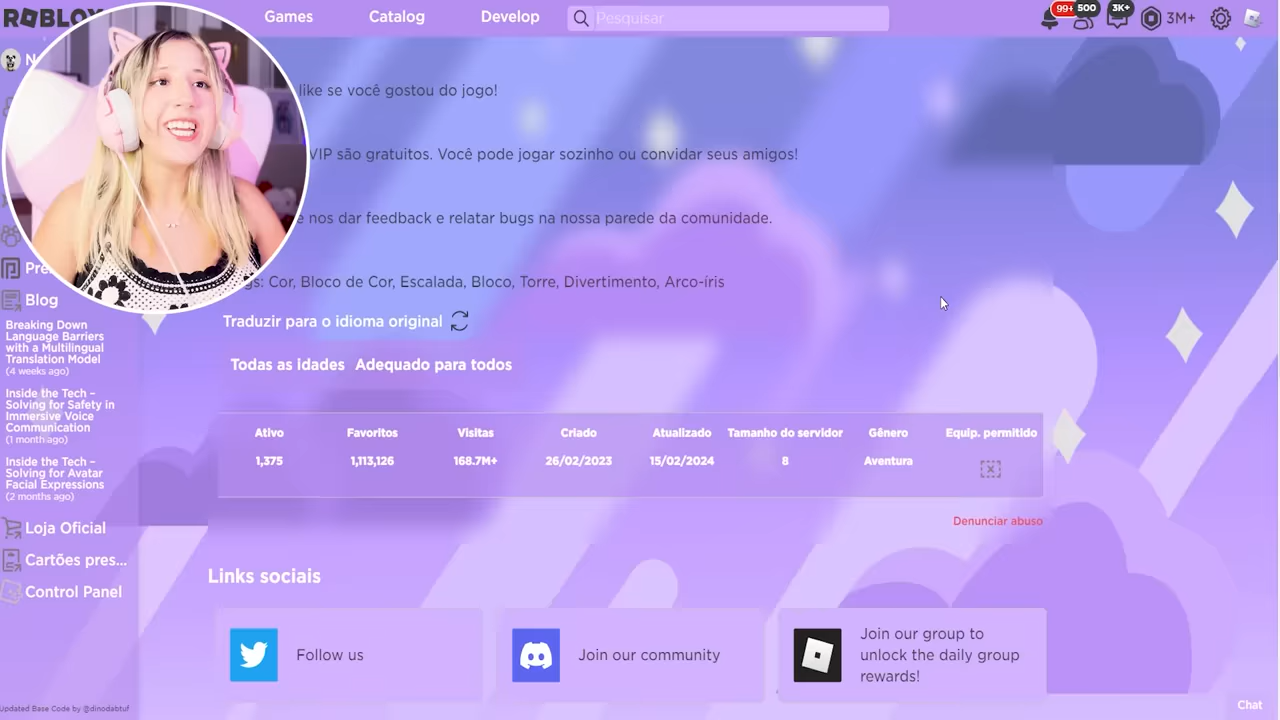 ROBLOX
Games
Catalog
Develop
Pesquisar
99+
500
3K+
3M+
N
like se você gostou do jogo!
VIP são gratuitos. Você pode jogar sozinho ou convidar seus amigos!
nos dar feedback e relatar bugs na nossa parede da comunidade.
Cor, Bloco de Cor, Escalada, Bloco, Torre, Divertimento, Arco-íris
Blog
Breaking Down
Language Barriers
with a Multilingual
Translation Model
(4 weeks ago)
Inside the Tech –
Solving for Safety in
Immersive Voice
Communication
(1 month ago)
Inside the Tech –
Solving for Avatar
Facial Expressions
(2 months ago)
Loja Oficial
Cartões pres...
Control Panel
Traduzir para o idioma original
Todas as idades Adequado para todos
Ativo Favoritos Visitas Criado Atualizado Tamanho do servidor Gênero Equip. permitido
1,375 1,113,126 168.7M+ 26/02/2023 15/02/2024 8 Aventura
Denunciar abuso
Links sociais
Follow us
Join our community
Join our group to
unlock the daily group
rewards!
Updated Base Code by @dinodabtuf
Chat